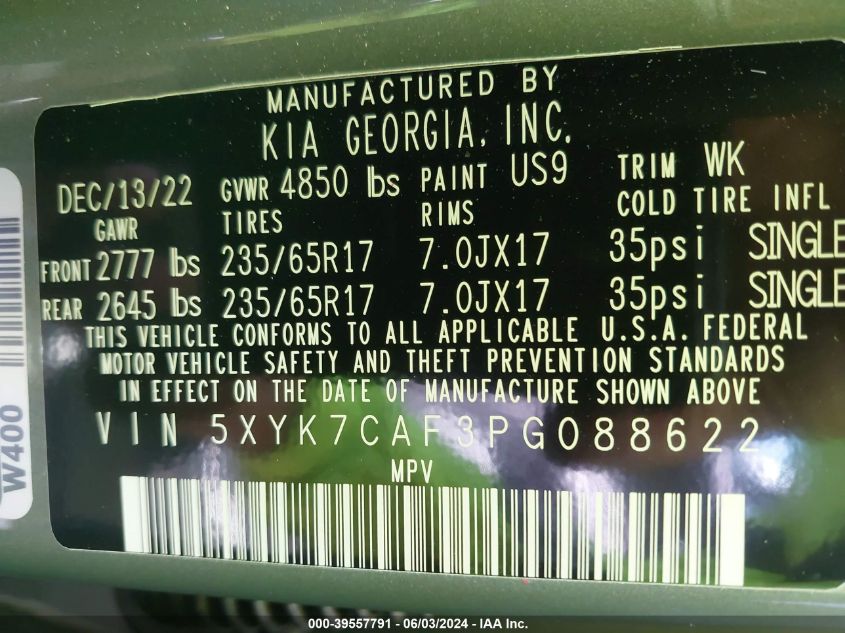 MANUFACTURED BY
KIA GEORGIA, INC.
DEC/13/22 GVWR 4850 lbs PAINT US9 TRIM WK
GAWR TIRES RIMS COLD TIRE INFL
FRONT 2777 lbs 235/65R17 7.0JX17 35psi SINGLE
REAR 2645 lbs 235/65R17 7.0JX17 35psi SINGLE
THIS VEHICLE CONFORMS TO ALL APPLICABLE U.S.A. FEDERAL
MOTOR VEHICLE SAFETY AND THEFT PREVENTION STANDARDS
IN EFFECT ON THE DATE OF MANUFACTURE SHOWN ABOVE
VIN 5XYK7CAF3PG088622
MPV
W400
000-39557791 - 06/03/2024 - IAA Inc.